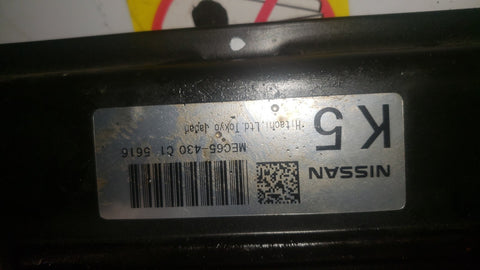 NISSAN
K5
MEC65-430 C1 5616
Hitachi,Ltd.Tokyo Japan